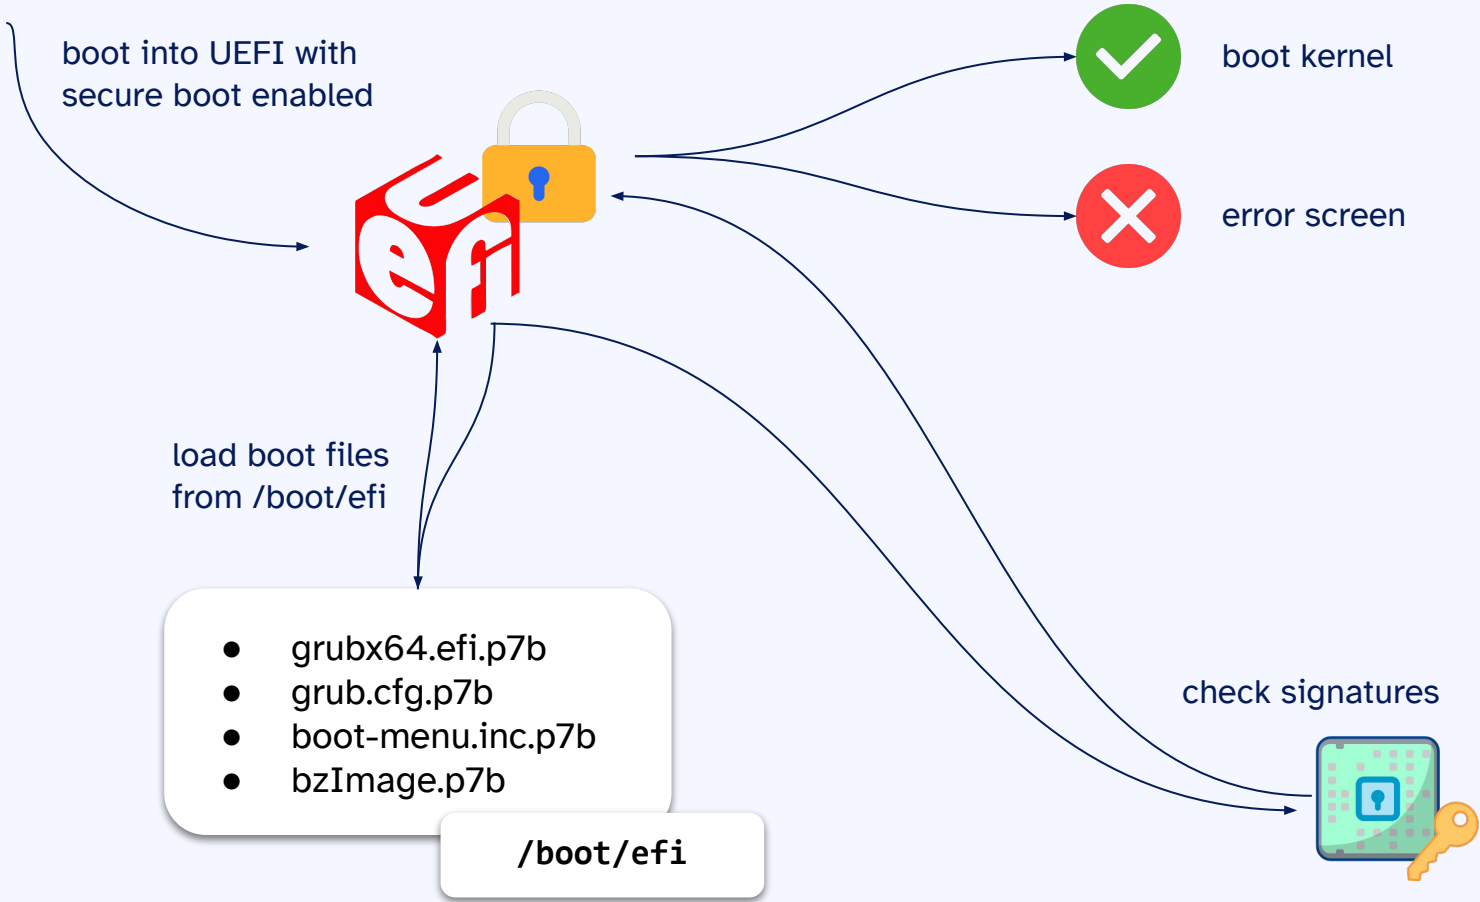 boot into UEFI with
secure boot enabled
boot kernel
error screen
uefi
load boot files
from /boot/efi
● grubx64.efi.p7b
● grub.cfg.p7b
● boot-menu.inc.p7b
● bzImage.p7b
/boot/efi
check signatures